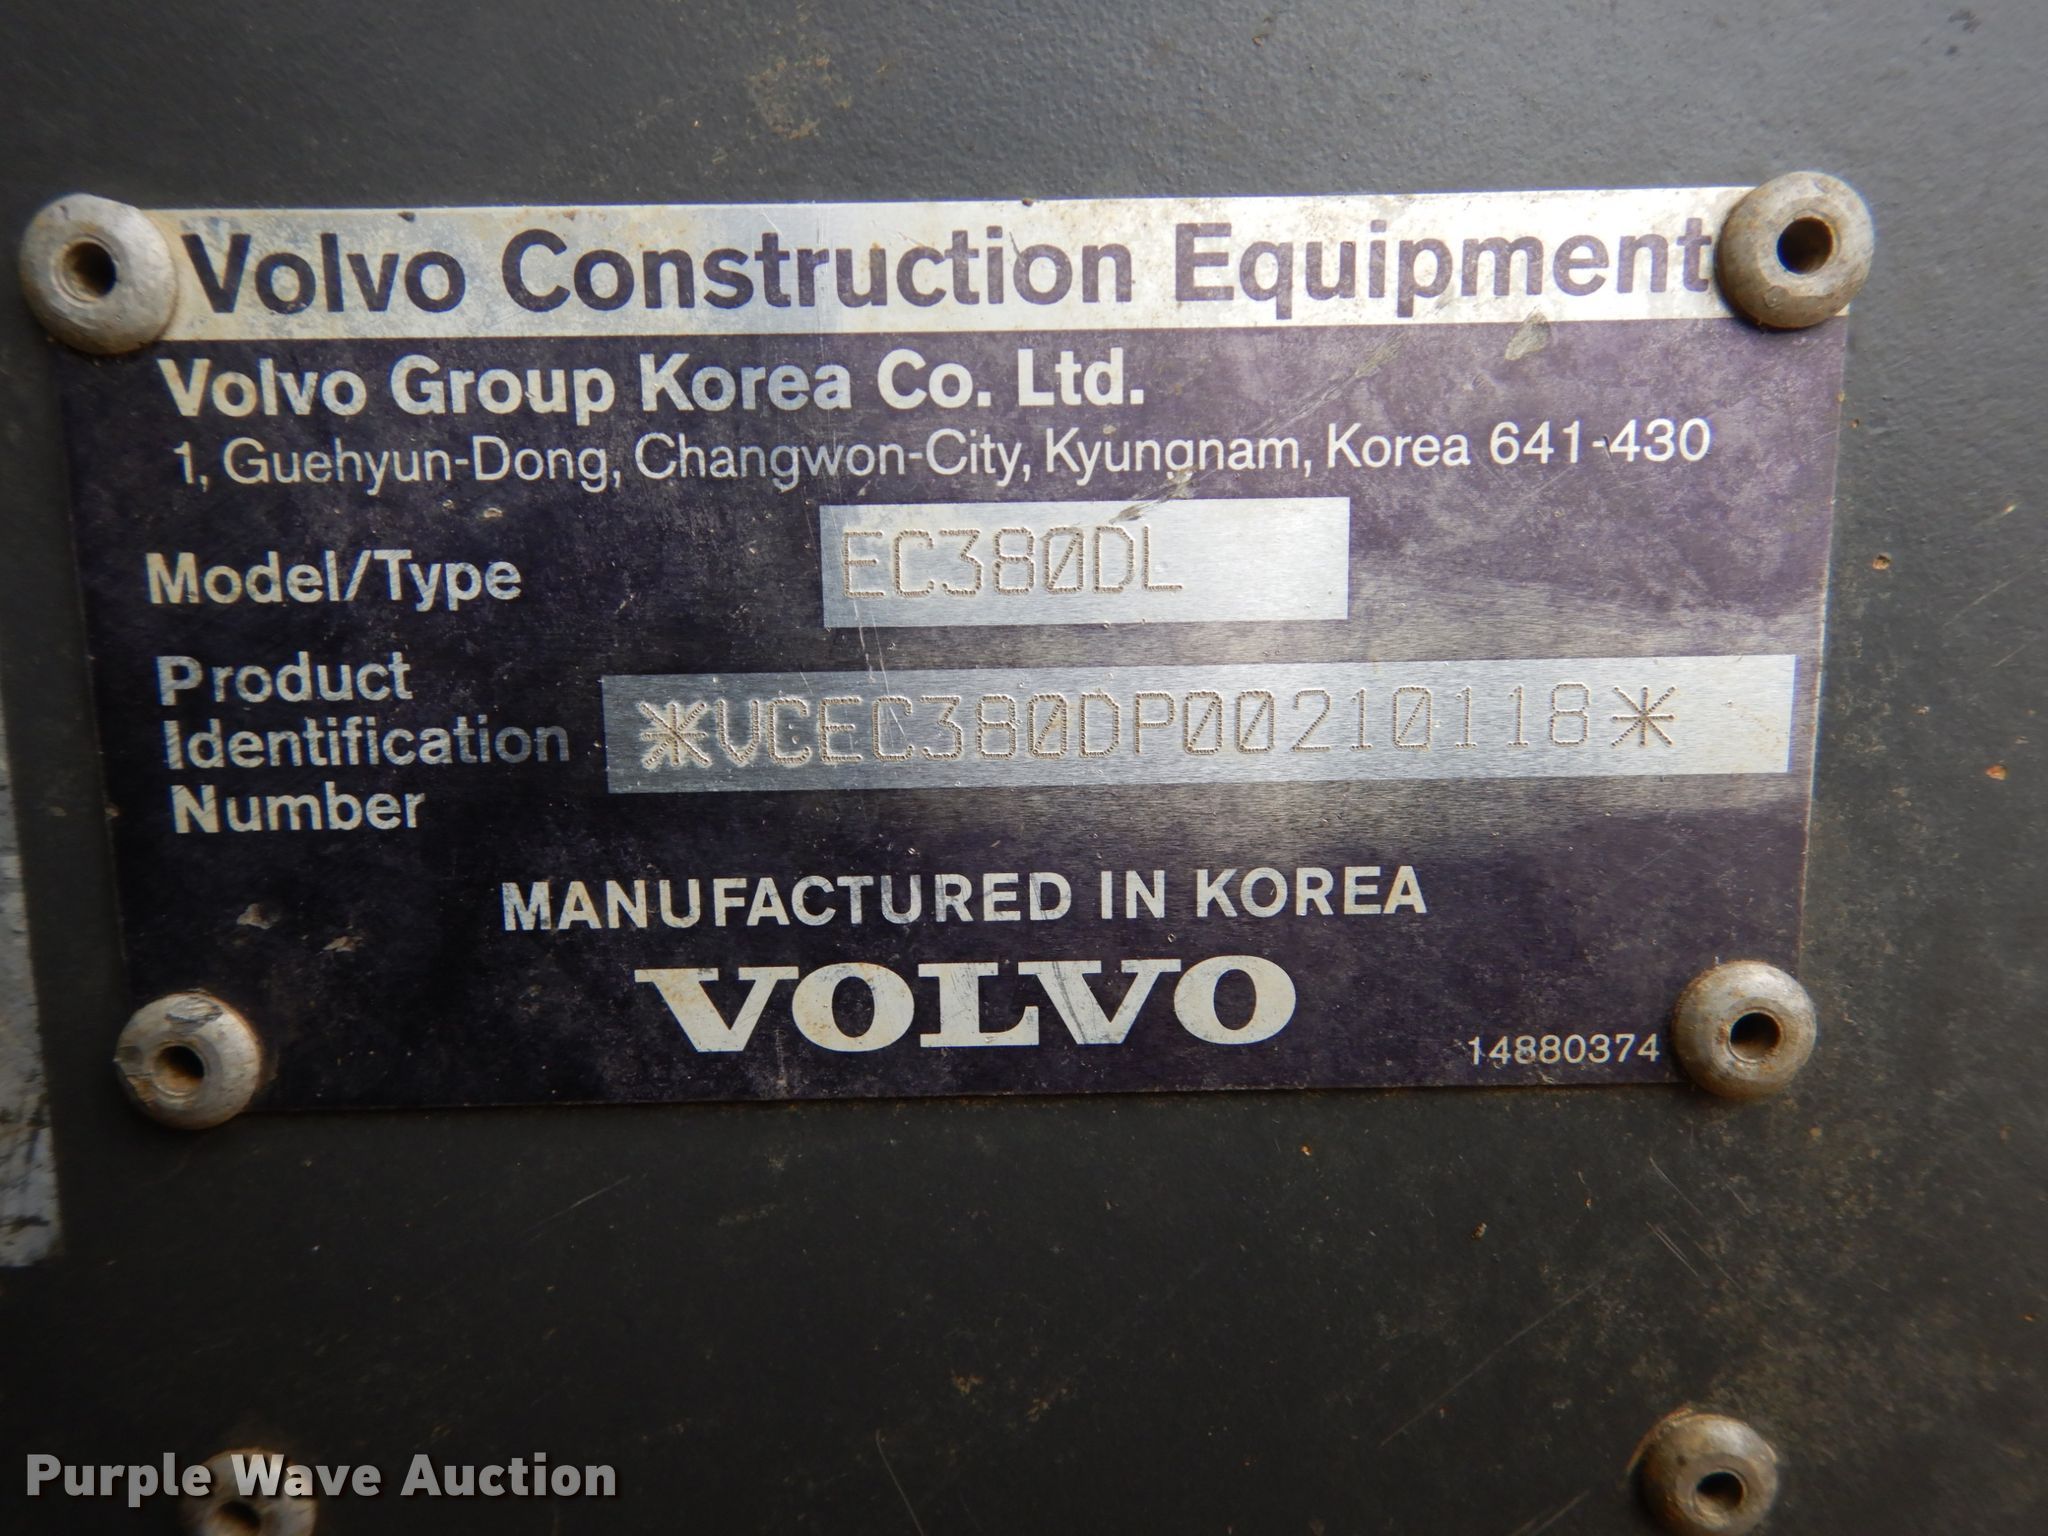 Volvo Construction Equipment
Volvo Group Korea Co. Ltd.
1, Guehyun-Dong, Changwon-City, Kyungnam, Korea 641-430
Model/Type EC380DL
Product
Identification *VCEC380DP00210118*
Number
MANUFACTURED IN KOREA
VOLVO
14880374
Purple Wave Auction